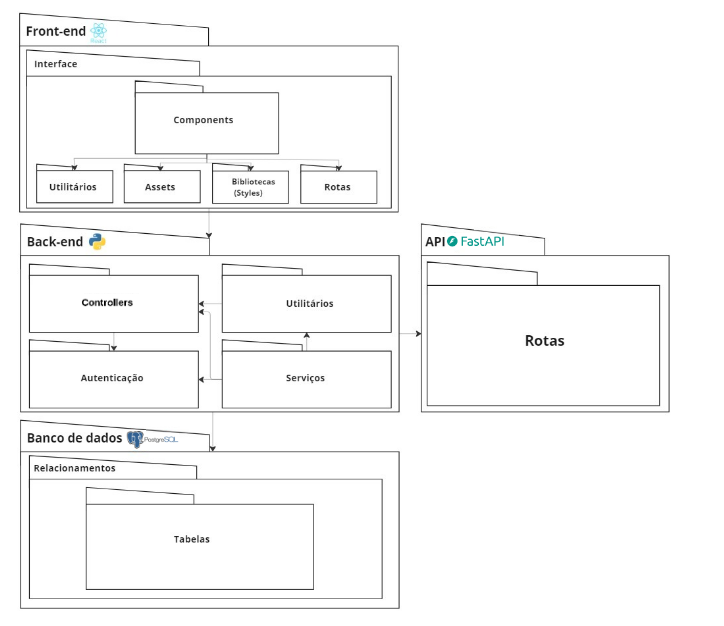 Front-end
Interface
Components
Utilitários
Assets
Bibliotecas
(Styles)
Rotas
Back-end
Controllers
Utilitários
Autenticação
Serviços
API FastAPI
Rotas
Banco de dados PostgreSQL
Relacionamentos
Tabelas